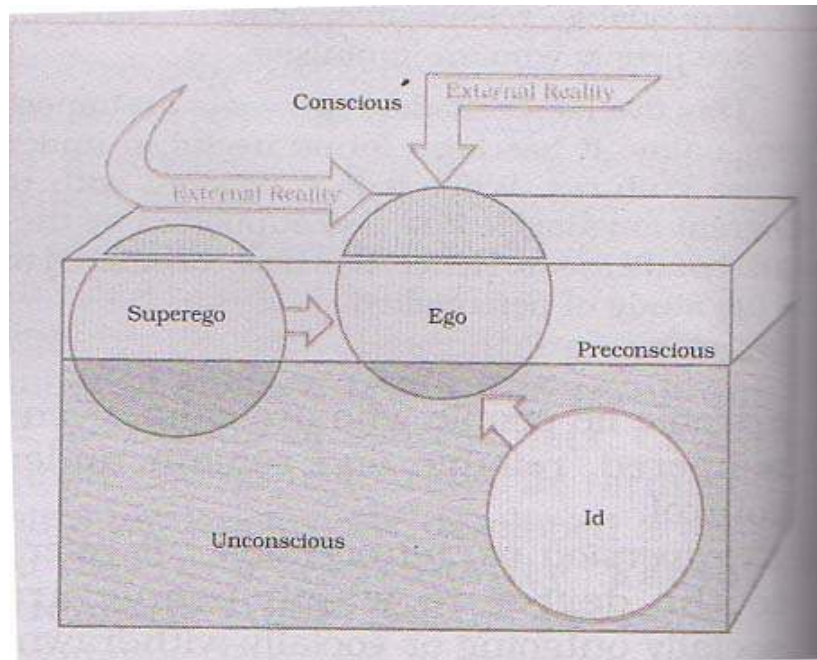 Conscious
External Reality
External Reality
Superego
Ego
Preconscious
Id
Unconscious